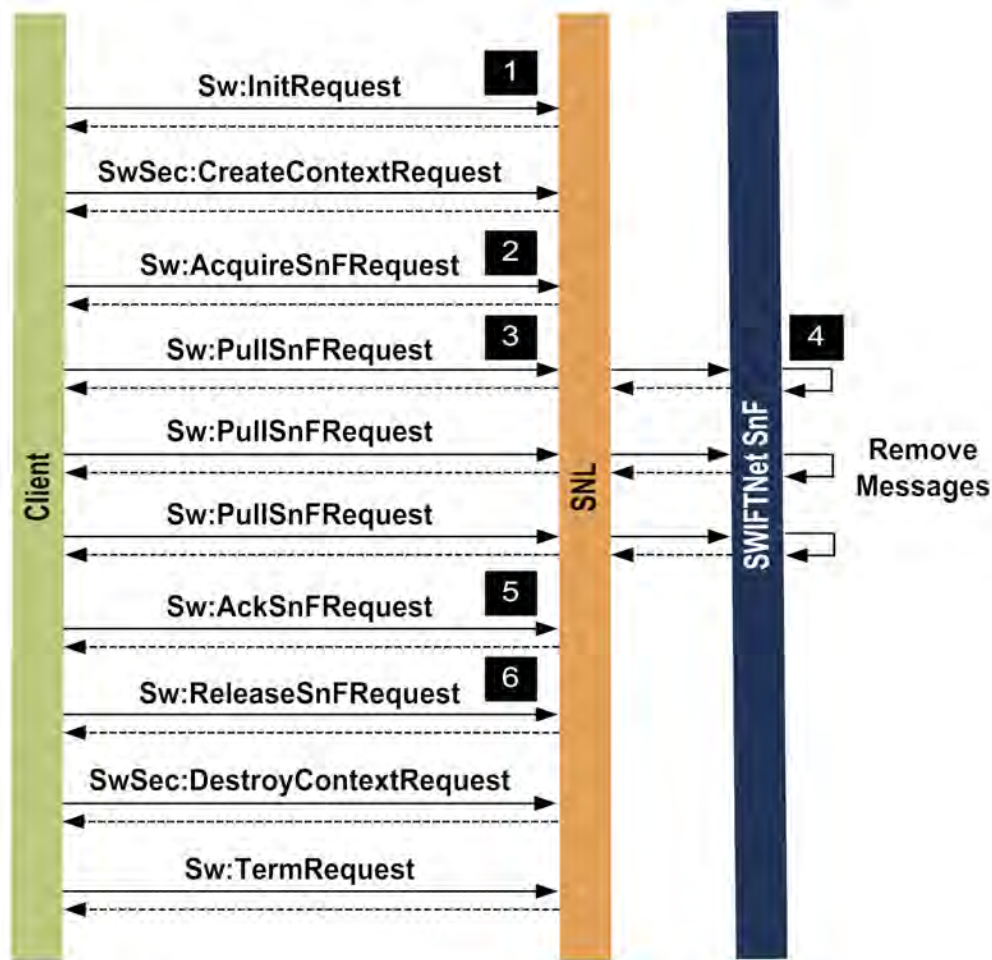 1
Sw:InitRequest
SwSec:CreateContextRequest
2
Sw:AcquireSnFRequest
3
Sw:PullSnFRequest
4
Sw:PullSnFRequest
Remove
Messages
Sw:PullSnFRequest
Client
SNL
SWIFTNet SnF
5
Sw:AckSnFRequest
6
Sw:ReleaseSnFRequest
SwSec:DestroyContextRequest
Sw:TermRequest